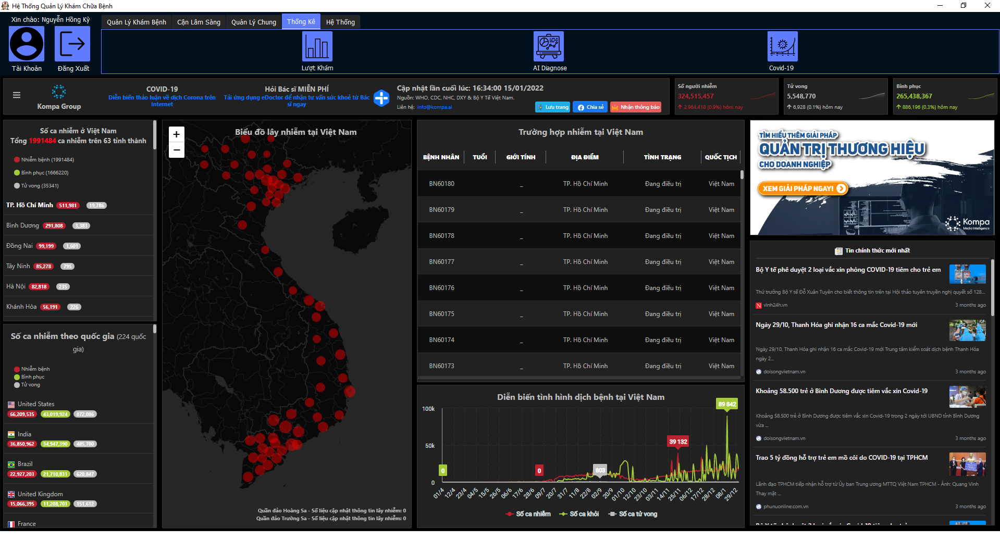 Hệ Thống Quản Lý Khám Chữa Bệnh
Xin chào: Nguyễn Hồng Kỳ
Tài Khoản
Đăng Xuất
Quản Lý Khám Bệnh
Cận Lâm Sàng
Quản Lý Chung
Thống Kê
Hệ Thống
Lượt Khám
AI Diagnose
Covid-19
Kompa Group
COVID-19
Diễn biến thảo luận về dịch Corona trên
Internet
Hỏi Bác sĩ MIỄN PHÍ
Tải ứng dụng eDoctor để nhận tư vấn sức khoẻ từ Bác
sĩ ngay
Cập nhật lần cuối lúc: 16:34:00 15/01/2022
Nguồn: WHO, CDC, NHC, DXY & Bộ Y Tế Việt Nam.
Liên hệ: info@kompa.ai
Lưu trang
Chia sẻ
Nhận thông báo
Số người nhiễm
324,515,457
2,964,418 (0.9%) hôm nay
Tử vong
5,548,770
6,928 (0.1%) hôm nay
Bình phục
265,438,367
886,196 (0.3%) hôm nay
Số ca nhiễm ở Việt Nam
Tổng 1991484 ca nhiễm trên 63 tỉnh thành
Nhiễm bệnh (1991484)
Bình phục (1666220)
Tử vong (35341)
TP. Hồ Chí Minh 511,981 19,786
Bình Dương 291,808 3,383
Đồng Nai 99,199 1,601
Tây Ninh 85,278 795
Hà Nội 82,818 235
Khánh Hòa 56,191 226
Số ca nhiễm theo quốc gia (224 quốc
gia)
Nhiễm bệnh
Bình phục
Tử vong
United States
66,209,535 43,019,924 872,086
India
36,850,962 34,947,390 485,780
Brazil
22,927,203 21,710,831 620,847
United Kingdom
15,066,395 11,208,701 151,612
France
+
−
Biểu đồ lây nhiễm tại Việt Nam
Quần đảo Hoàng Sa - Số liệu cập nhật thông tin lây nhiễm: 0
Quần đảo Trường Sa - Số liệu cập nhật thông tin lây nhiễm: 0
Trường hợp nhiễm tại Việt Nam
BỆNH NHÂN TUỔI GIỚI TÍNH ĐỊA ĐIỂM TÌNH TRẠNG QUỐC TỊCH
BN60180 _ TP. Hồ Chí Minh Đang điều trị Việt Nam
BN60179 _ TP. Hồ Chí Minh Đang điều trị Việt Nam
BN60178 _ TP. Hồ Chí Minh Đang điều trị Việt Nam
BN60177 _ TP. Hồ Chí Minh Đang điều trị Việt Nam
BN60176 _ TP. Hồ Chí Minh Đang điều trị Việt Nam
BN60175 _ TP. Hồ Chí Minh Đang điều trị Việt Nam
BN60174 _ TP. Hồ Chí Minh Đang điều trị Việt Nam
BN60173 _ TP. Hồ Chí Minh Đang điều trị Việt Nam
Diễn biến tình hình dịch bệnh tại Việt Nam
100k
50k
0
0
0
803
39 132
89 842
01/4 12/4 23/4 04/5 15/5 26/5 06/6 17/6 28/6 09/7 20/7 31/7 11/8 22/8 02/9 20/9 01/10 12/10 23/10 03/11 14/11 25/11 06/12 17/12 28/12 08/1 29/12
Số ca nhiễm
Số ca khỏi
Số ca tử vong
TÌM HIỂU THÊM GIẢI PHÁP
QUẢN TRỊ THƯƠNG HIỆU
CHO DOANH NGHIỆP
XEM GIẢI PHÁP NGAY!
Kompa
Media Intelligence
Tin chính thức mới nhất
Bộ Y tế phê duyệt 2 loại vắc xin phòng COVID-19 tiêm cho trẻ em
Thứ trưởng Bộ Y tế Đỗ Xuân Tuyên cho biết thông tin trên tại Hội thảo tuyên truyền nghị quyết số 128...
vinh24h.vn
3 months ago
Ngày 29/10, Thanh Hóa ghi nhận 16 ca mắc Covid-19 mới
Ngày 29/10, Thanh Hóa ghi nhận 16 ca mắc Covid-19 mới Trung tâm kiểm soát dịch bệnh Thanh Hóa
ngày 2...
doisongvietnam.vn
3 months ago
Khoảng 58.500 trẻ ở Bình Dương được tiêm vắc xin Covid-19
Khoảng 58.500 trẻ ở Bình Dương được tiêm vắc xin Covid-19 trong 2 ngày tới UBND tỉnh Bình Dương
vừa ...
doisongvietnam.vn
3 months ago
Trao 5 tỷ đồng hỗ trợ trẻ em mồ côi do COVID-19 tại TPHCM
Lãnh đạo TPHCM tiếp nhận hỗ trợ từ Ủy ban Trung ương MTTQ Việt Nam TPHCM - Ảnh: Quang Vinh
Thay mặt ...
phunuonline.com.vn
3 months ago